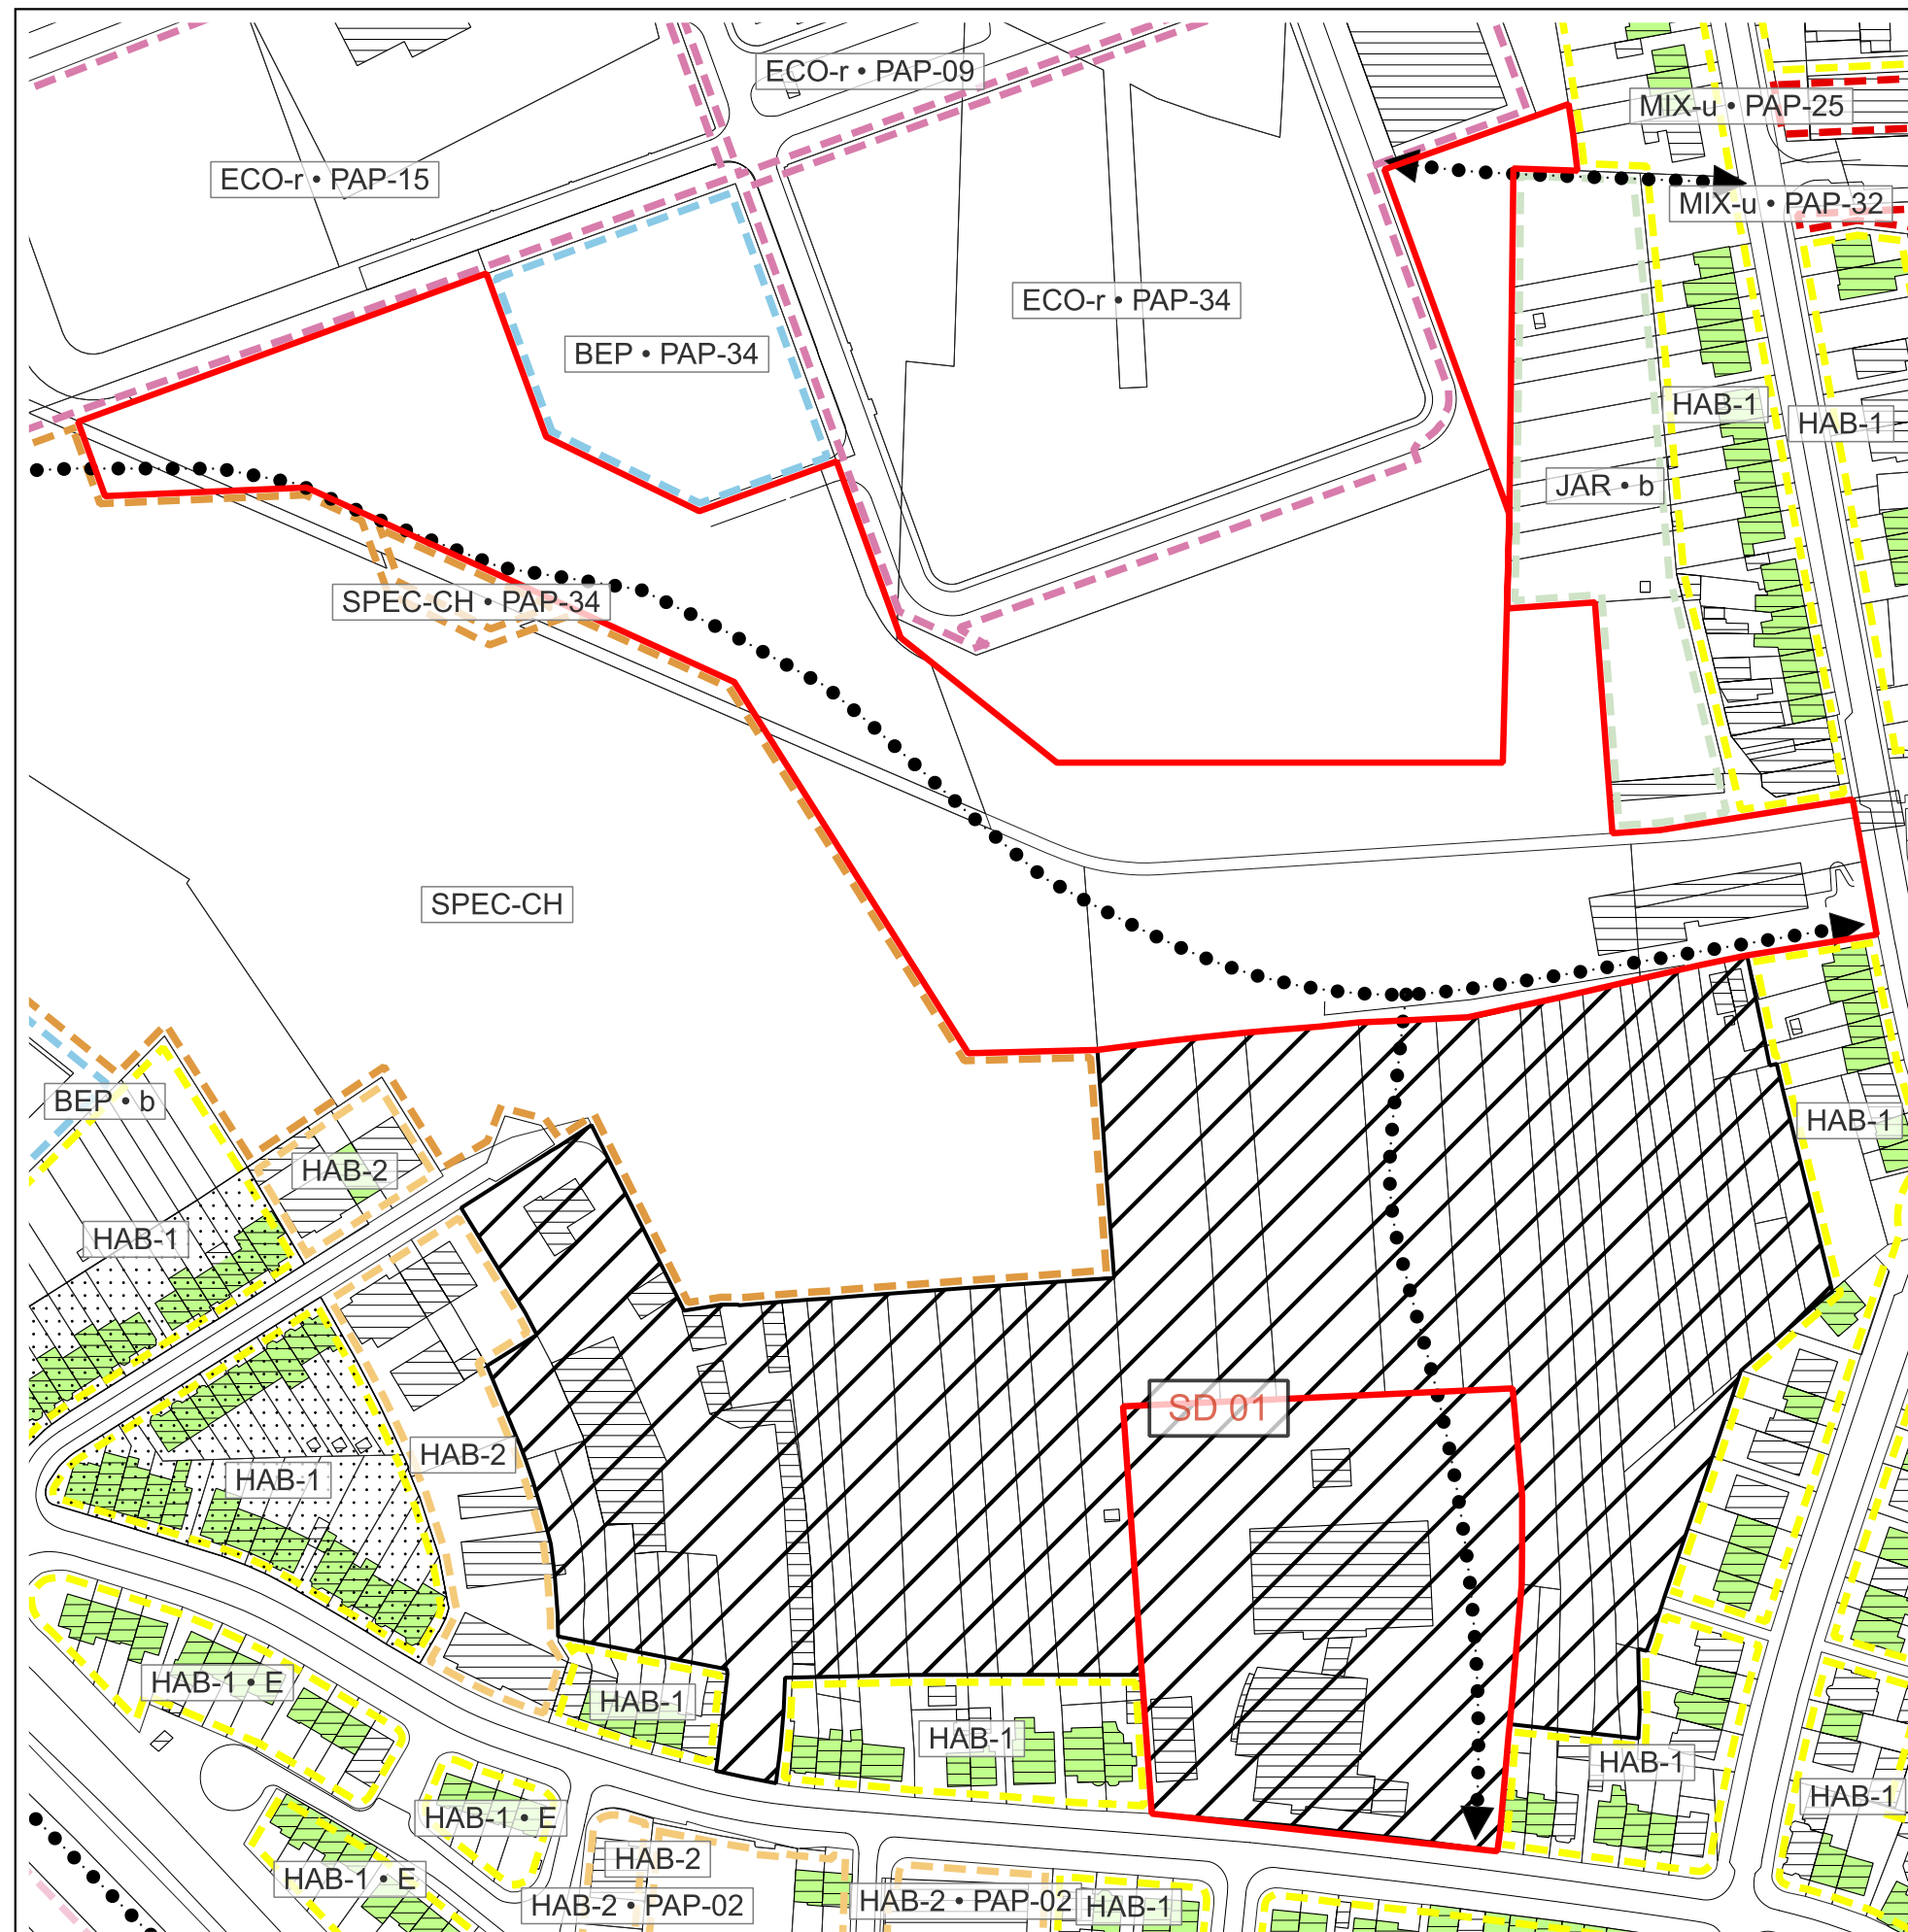 ECO-r • PAP-09
MIX-u • PAP-25
ECO-r • PAP-15
MIX-u • PAP-32
ECO-r • PAP-34
BEP • PAP-34
HAB-1
HAB-1
JAR • b
SPEC-CH • PAP-34
SPEC-CH
BEP • b
HAB-1
HAB-2
HAB-1
SD 01
HAB-2
HAB-1
HAB-1 • E
HAB-1
HAB-1
HAB-1
HAB-1
HAB-1 • E
HAB-2
HAB-1 • E
HAB-2 • PAP-02
HAB-2 • PAP-02
HAB-1